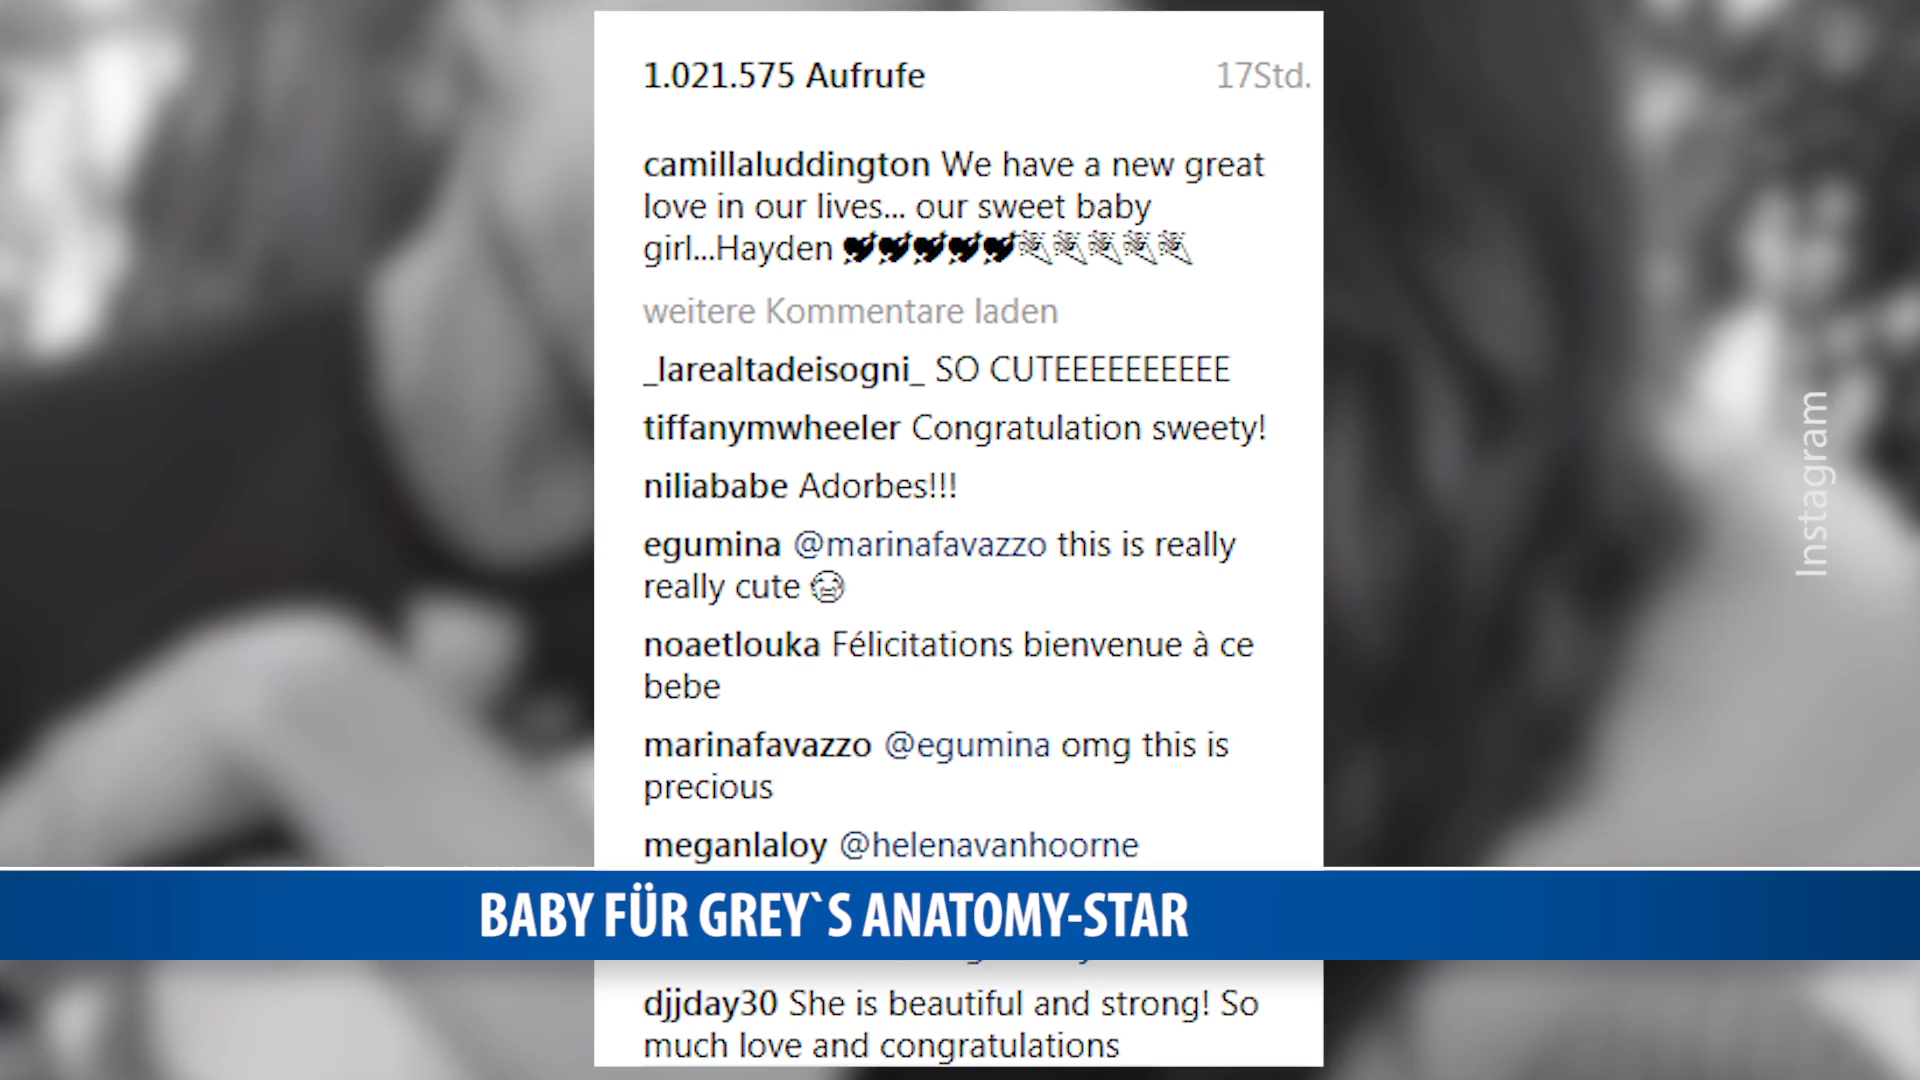 1.021.575 Aufrufe 17Std.
camillaluddington We have a new great
love in our lives... our sweet baby
girl...Hayden 💘💘💘💘💘🎉🎉🎉🎉🎉
weitere Kommentare laden
_larealtadeisogni_ SO CUTEEEEEEEEEE
tiffanymwheeler Congratulation sweety!
niliababe Adorbes!!!
egumina @marinafavazzo this is really
really cute 😭
noaetlouka Félicitations bienvenue à ce
bebe
marinafavazzo @egumina omg this is
precious
meganlaloy @helenavanhoorne
BABY FÜR GREY`S ANATOMY-STAR
djjday30 She is beautiful and strong! So
much love and congratulations
Instagram